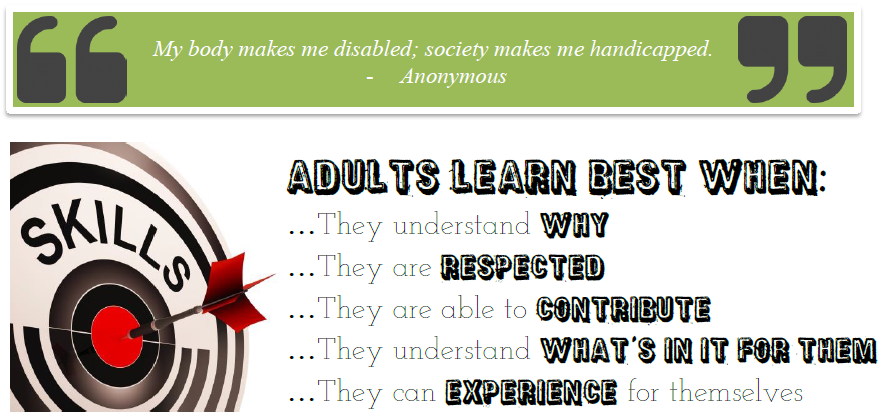 My body makes me disabled; society makes me handicapped.
- Anonymous
SKILLS
ADULTS LEARN BEST WHEN:
...They understand WHY
...They are RESPECTED
...They are able to CONTRIBUTE
...They understand WHAT'S IN IT FOR THEM
...They can EXPERIENCE for themselves